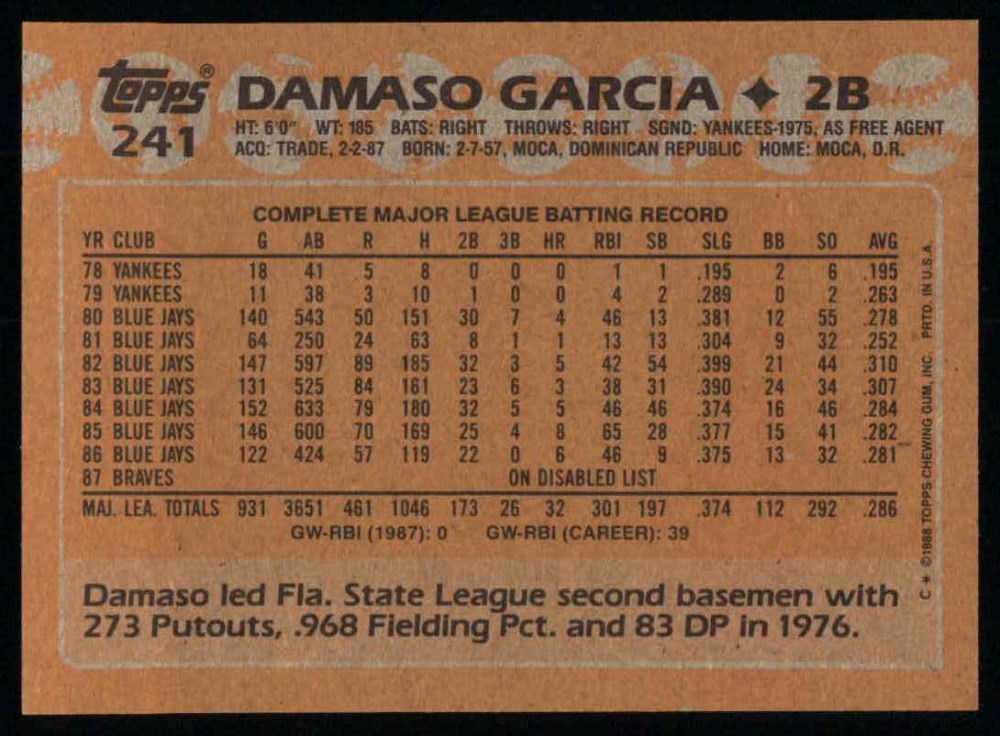 Topps® DAMASO GARCIA ✦ 2B
241 HT: 6'0" WT: 185 BATS: RIGHT THROWS: RIGHT SGND: YANKEES-1975, AS FREE AGENT
ACQ: TRADE, 2-2-87 BORN: 2-7-57, MOCA, DOMINICAN REPUBLIC HOME: MOCA, D.R.
COMPLETE MAJOR LEAGUE BATTING RECORD
YR CLUB G AB R H 2B 3B HR RBI SB SLG BB SO AVG
78 YANKEES 18 41 5 8 0 0 0 1 1 .195 2 6 .195
79 YANKEES 11 38 3 10 1 0 0 4 2 .289 0 2 .263
80 BLUE JAYS 140 543 50 151 30 7 4 46 13 .381 12 55 .278
81 BLUE JAYS 64 250 24 63 8 1 1 13 13 .304 9 32 .252
82 BLUE JAYS 147 597 89 185 32 3 5 42 54 .399 21 44 .310
83 BLUE JAYS 131 525 84 161 23 6 3 38 31 .390 24 34 .307
84 BLUE JAYS 152 633 79 180 32 5 5 46 46 .374 16 46 .284
85 BLUE JAYS 146 600 70 169 25 4 8 65 28 .377 15 41 .282
86 BLUE JAYS 122 424 57 119 22 0 6 46 9 .375 13 32 .281
87 BRAVES ON DISABLED LIST
MAJ. LEA. TOTALS 931 3651 461 1046 173 26 32 301 197 .374 112 292 .286
GW-RBI (1987): 0 GW-RBI (CAREER): 39
Damaso led Fla. State League second basemen with
273 Putouts, .968 Fielding Pct. and 83 DP in 1976.
C* ©1988 TOPPS CHEWING GUM, INC. PRTD. IN U.S.A.